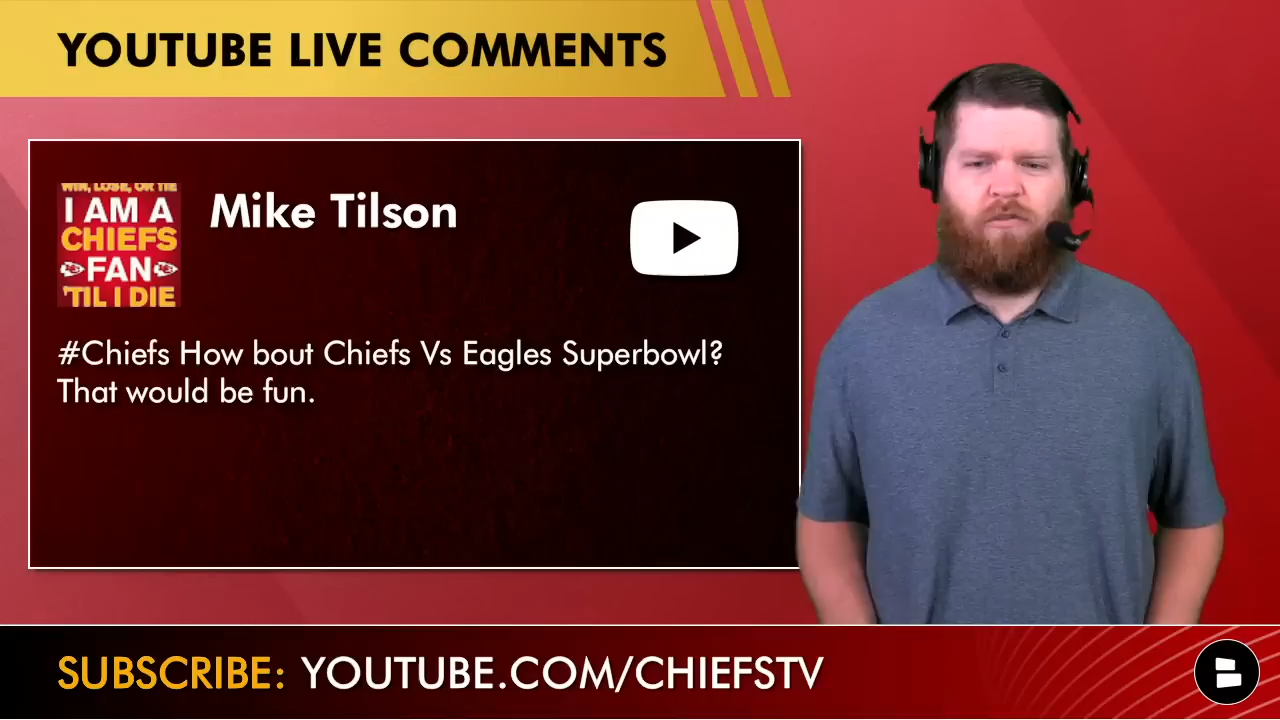 YOUTUBE LIVE COMMENTS
WIN, LOSE, OR TIE
I AM A
CHIEFS
FAN
'TIL I DIE
Mike Tilson
#Chiefs How bout Chiefs Vs Eagles Superbowl?
That would be fun.
SUBSCRIBE: YOUTUBE.COM/CHIEFSTV